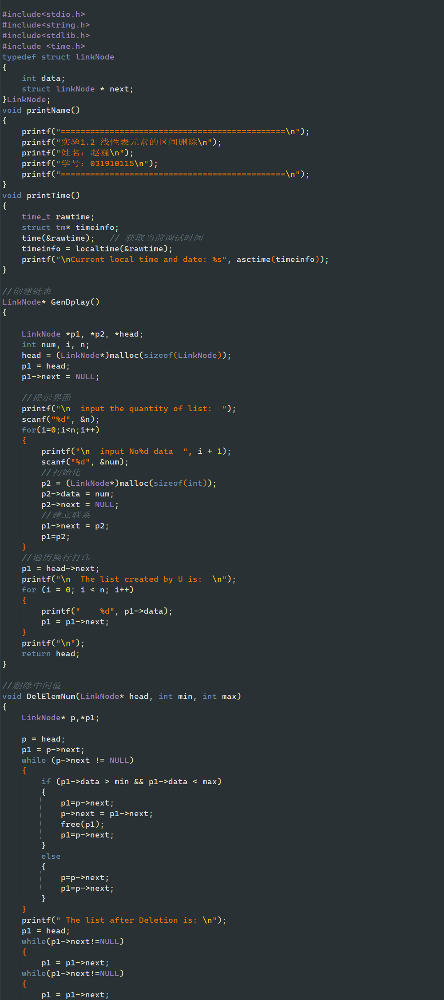 #include<stdio.h>
#include<string.h>
#include<stdlib.h>
#include <time.h>
typedef struct linkNode
{
    int data;
    struct linkNode * next;
}LinkNode;
void printName()
{
    printf("==============================================\n");
    printf("实验1.2 线性表元素的区间删除\n");
    printf("姓名：赵巍\n");
    printf("学号：031910115\n");
    printf("==============================================\n");
}
void printTime()
{
    time_t rawtime;
    struct tm* timeinfo;
    time(&rawtime);   // 获取当前调试时间
    timeinfo = localtime(&rawtime);
    printf("\nCurrent local time and date: %s", asctime(timeinfo));
}

//创建链表
LinkNode* GenDplay()
{

    LinkNode *p1, *p2, *head;
    int num, i, n;
    head = (LinkNode*)malloc(sizeof(LinkNode));
    p1 = head;
    p1->next = NULL;

    //提示界面
    printf("\n  input the quantity of list:  ");
    scanf("%d", &n);
    for(i=0;i<n;i++)
    {
        printf("\n  input No%d data  ", i + 1);
        scanf("%d", &num);
        //初始化
        p2 = (LinkNode*)malloc(sizeof(int));
        p2->data = num;
        p2->next = NULL;
        //建立联系
        p1->next = p2;
        p1=p2;
    }
    //遍历换行打印
    p1 = head->next;
    printf("\n  The list created by U is:  \n");
    for (i = 0; i < n; i++)
    {
        printf("    %d", p1->data);
        p1 = p1->next;
    }
    printf("\n");
    return head;
}

//删除中间值
void DelElemNum(LinkNode* head, int min, int max)
{
    LinkNode* p,*p1;

    p = head;
    p1 = p->next;
    while (p->next != NULL)
    {
        if (p1->data > min && p1->data < max)
        {
            p1=p->next;
            p->next = p1->next;
            free(p1);
            p1=p->next;
        }
        else
        {
            p=p->next;
            p1=p->next;
        }
    }
    printf(" The list after Deletion is: \n");
    p1 = head;
    while(p1->next!=NULL)
    {
        p1 = p1->next;
    while(p1->next!=NULL)
    {
        p1 = p1->next;